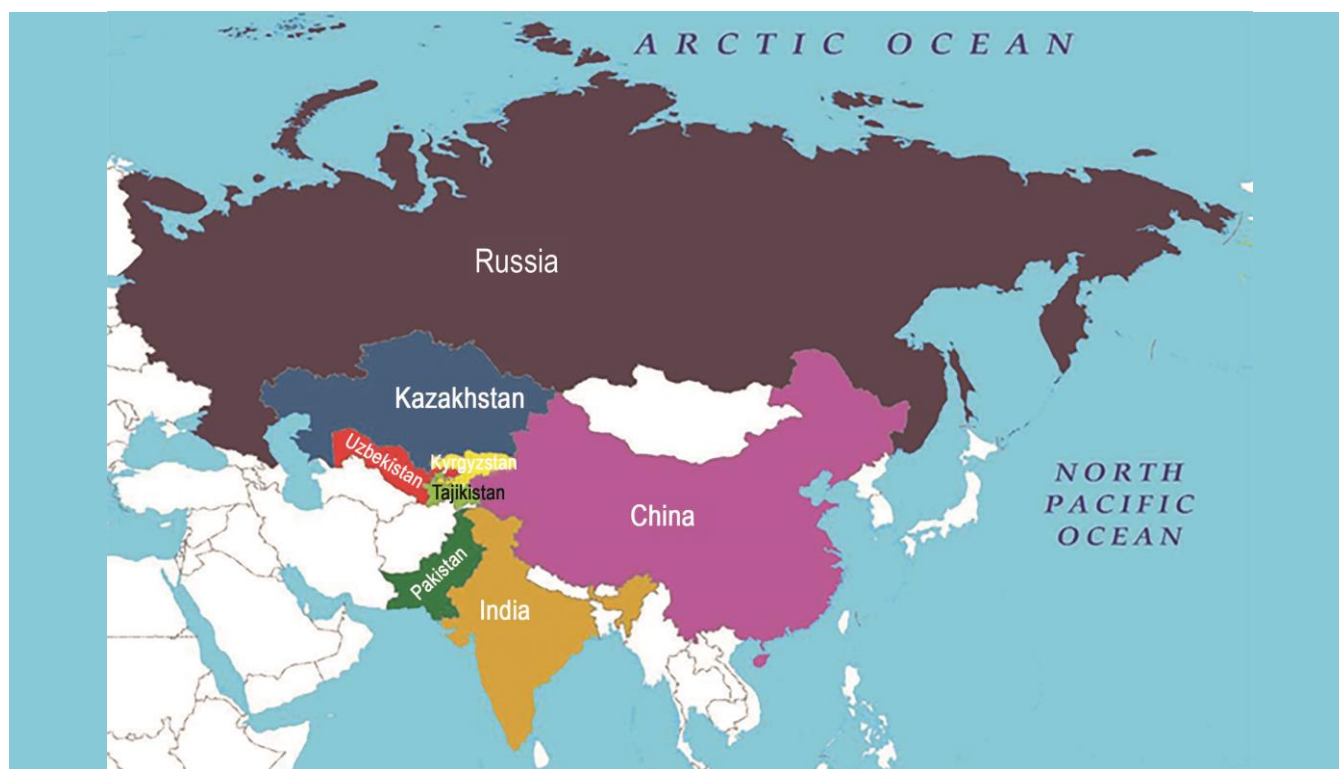 ARCTIC OCEAN
Russia
Kazakhstan
Uzbekistan
Kyrgyzstan
Tajikistan
NORTH
PACIFIC
OCEAN
China
Pakistan
India